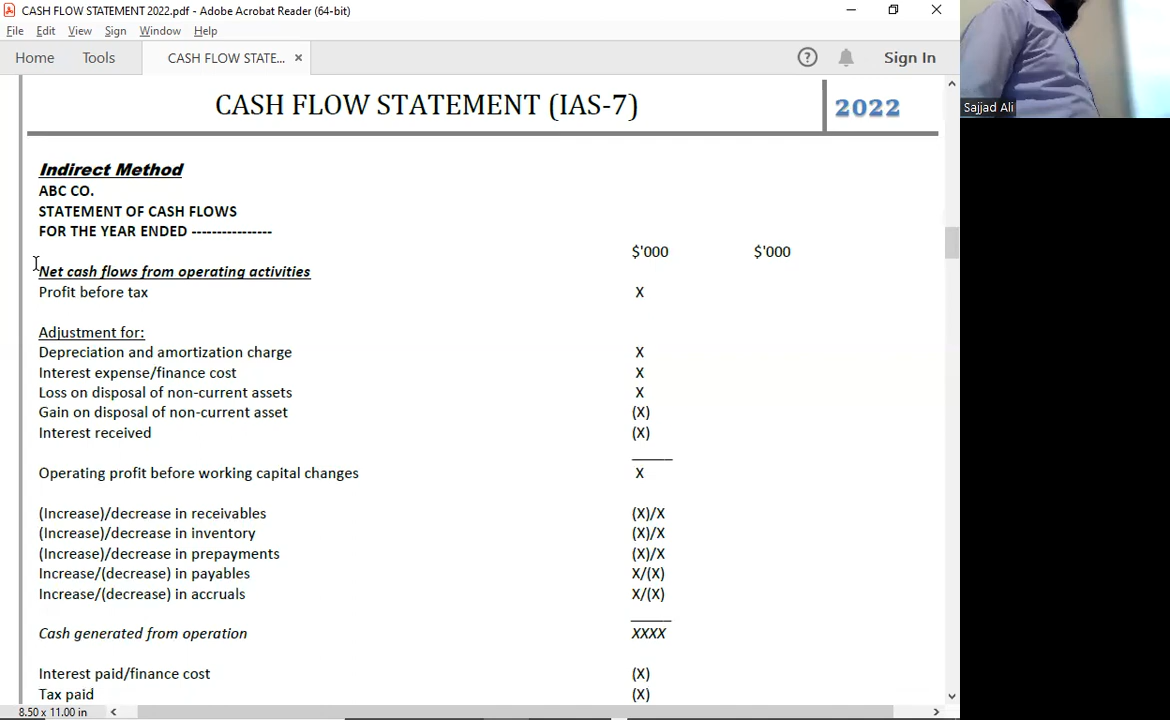 CASH FLOW STATEMENT 2022.pdf - Adobe Acrobat Reader (64-bit)
File Edit View Sign Window Help
Home Tools CASH FLOW STATE... × Sign In
CASH FLOW STATEMENT (IAS-7) 2022
Sajjad Ali
Indirect Method
ABC CO.
STATEMENT OF CASH FLOWS
FOR THE YEAR ENDED ----------------
$'000 $'000
Net cash flows from operating activities
Profit before tax X
Adjustment for:
Depreciation and amortization charge X
Interest expense/finance cost X
Loss on disposal of non-current assets X
Gain on disposal of non-current asset (X)
Interest received (X)
Operating profit before working capital changes X
(Increase)/decrease in receivables (X)/X
(Increase)/decrease in inventory (X)/X
(Increase)/decrease in prepayments (X)/X
Increase/(decrease) in payables X/(X)
Increase/(decrease) in accruals X/(X)
Cash generated from operation XXXX
Interest paid/finance cost (X)
Tax paid (X)
8.50 x 11.00 in